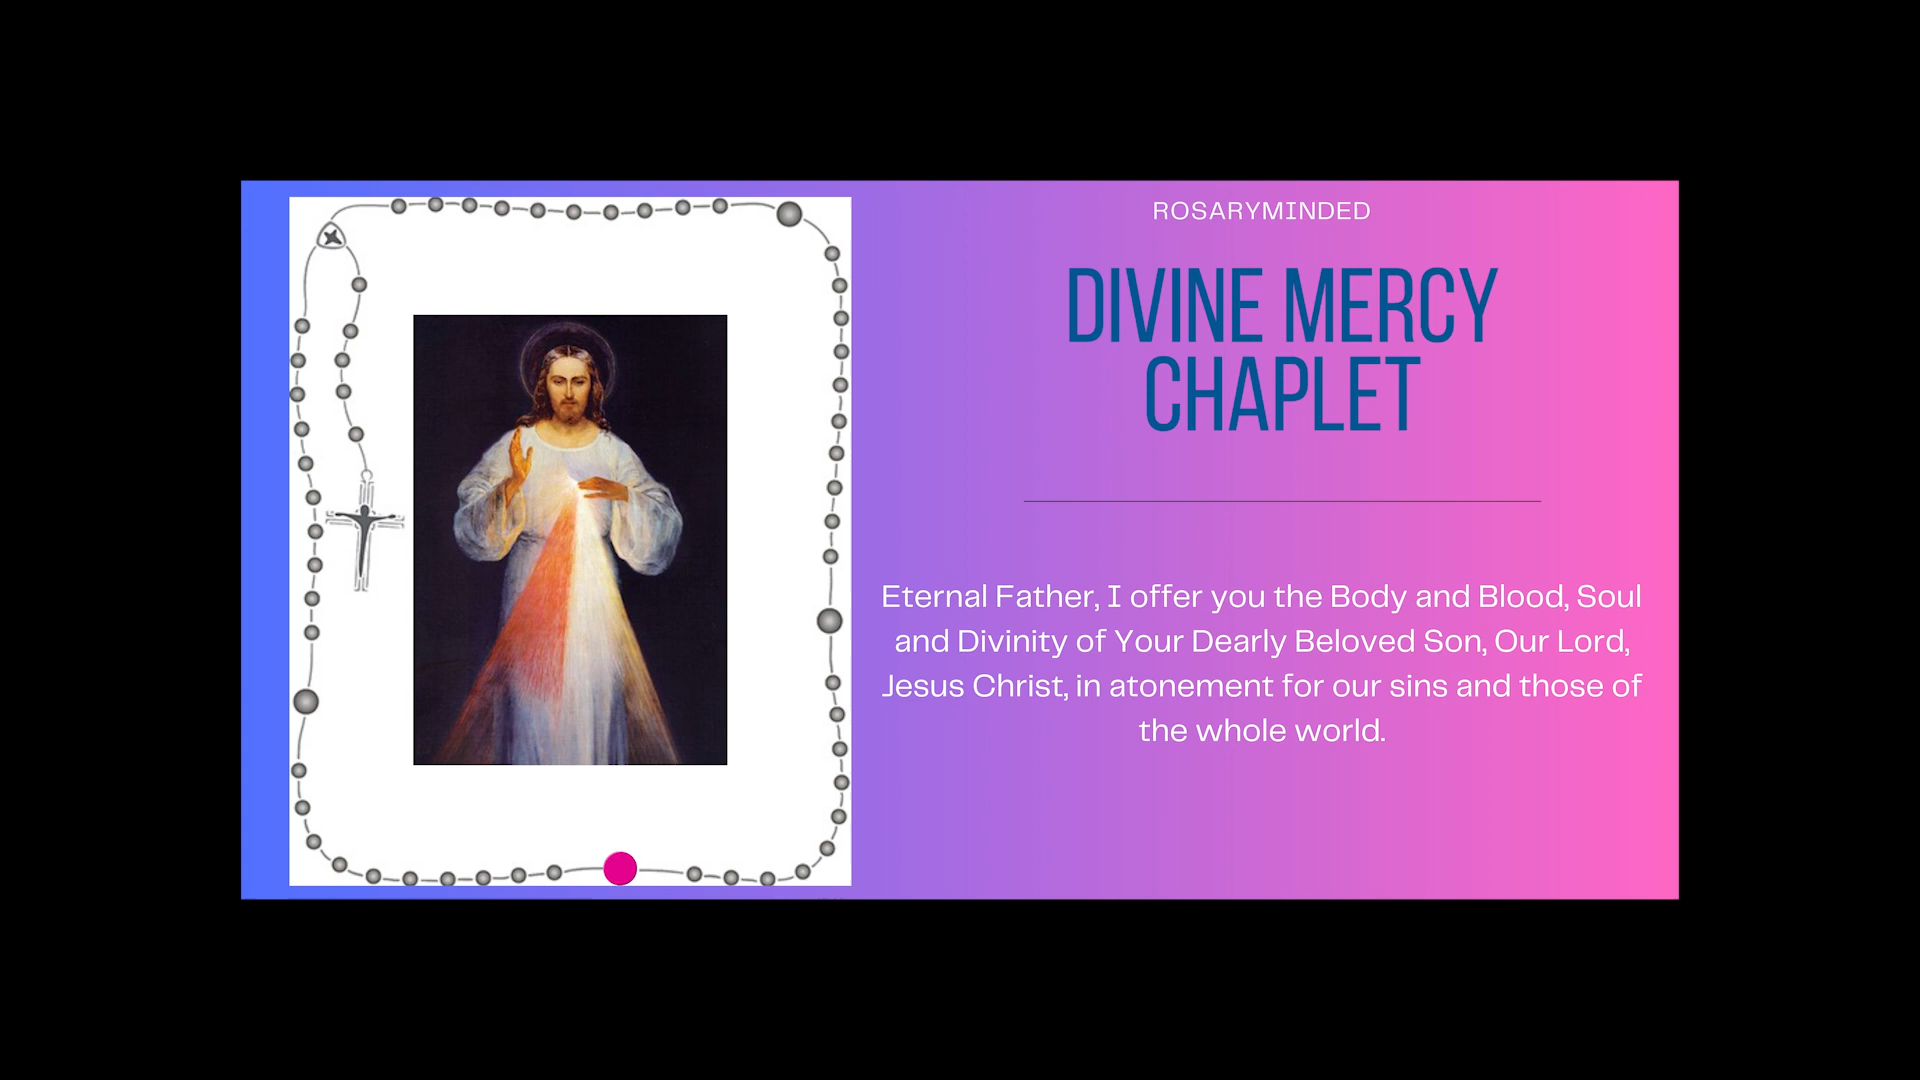 ROSARYMINDED
DIVINE MERCY
CHAPLET
Eternal Father, I offer you the Body and Blood, Soul
and Divinity of Your Dearly Beloved Son, Our Lord,
Jesus Christ, in atonement for our sins and those of
the whole world.